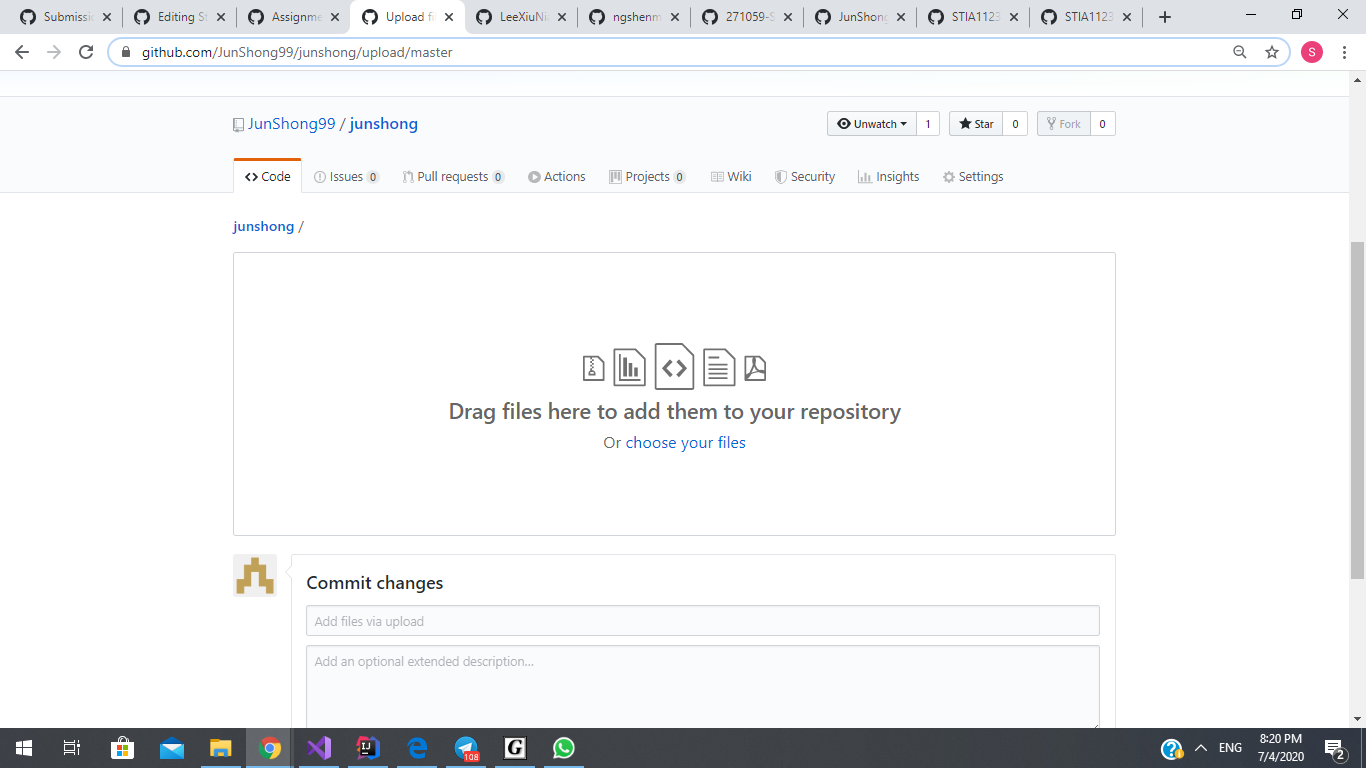 Submissi Editing S Assignme Upload f LeeXiuNi ngshenm 271059-S JunShong STIA1123 STIA1123
github.com/JunShong99/junshong/upload/master
S
JunShong99 / junshong Unwatch 1 Star 0 Fork 0
Code Issues 0 Pull requests 0 Actions Projects 0 Wiki Security Insights Settings
junshong /
Drag files here to add them to your repository
Or choose your files
Commit changes
Add files via upload
Add an optional extended description...
108
G
ENG
8:20 PM
7/4/2020
2